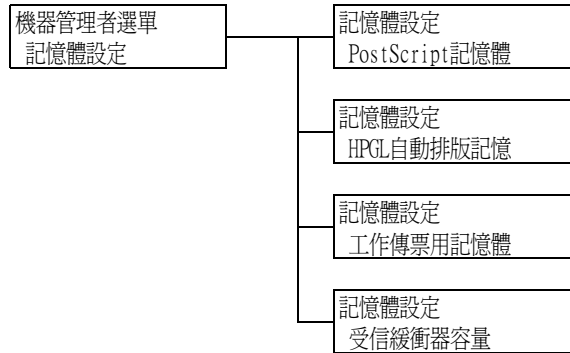 機器管理者選單
記憶體設定
記憶體設定
PostScript記憶體
記憶體設定
HPGL自動排版記憶
記憶體設定
工作傳票用記憶體
記憶體設定
受信緩衝器容量